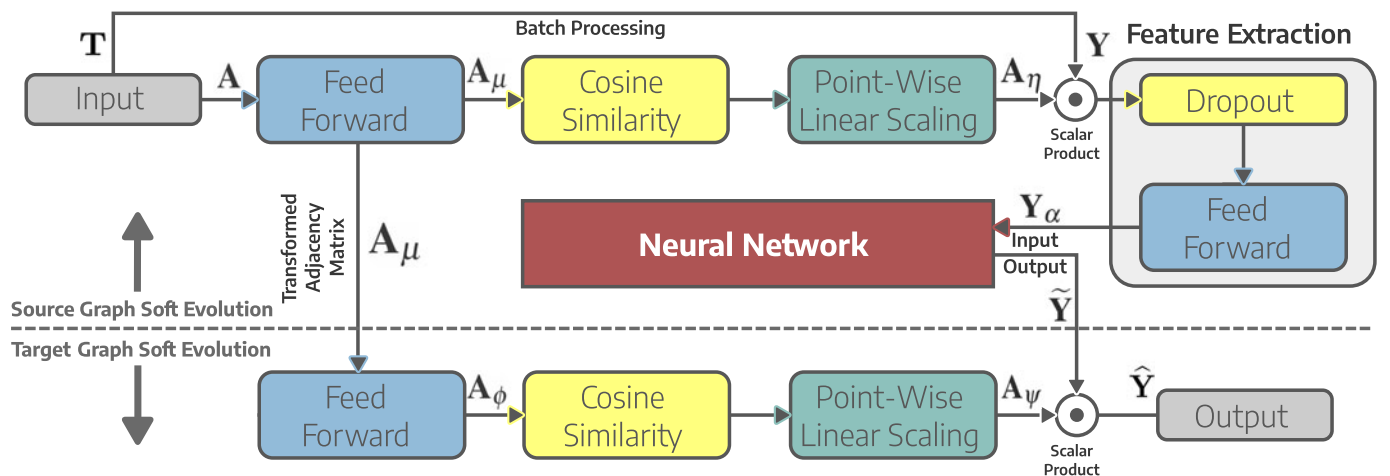 Batch Processing
T
Y
Feature Extraction
Input
A
Feed
Forward
A_μ
Cosine
Similarity
Point-Wise
Linear Scaling
A_η
Scalar
Product
Dropout
Feed
Forward
Transformed
Adjacency
Matrix
A_μ
Neural Network
Y_α
Input
Output
Ỹ
Source Graph Soft Evolution
Target Graph Soft Evolution
Feed
Forward
A_ϕ
Cosine
Similarity
Point-Wise
Linear Scaling
A_ψ
Scalar
Product
Ŷ
Output